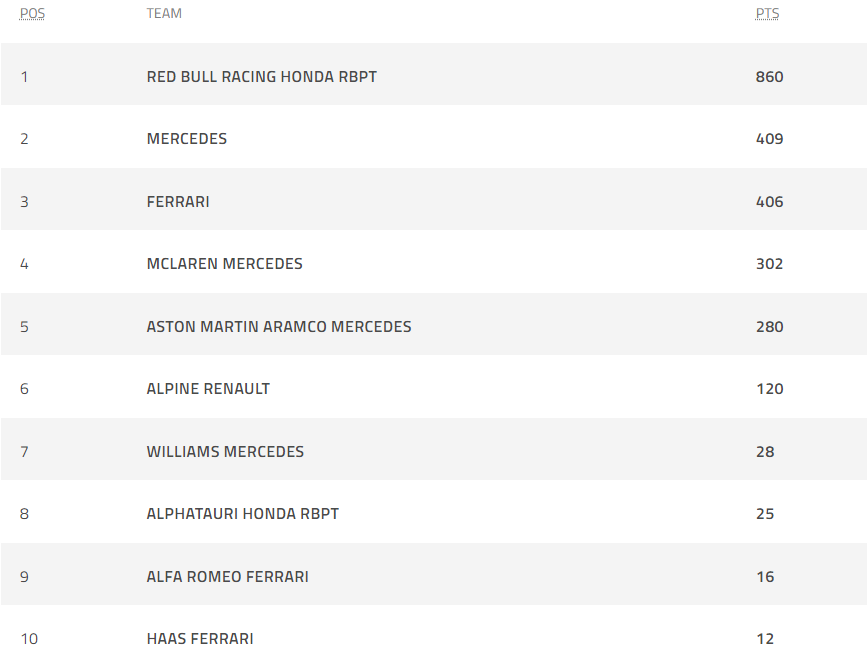 POS TEAM PTS
1 RED BULL RACING HONDA RBPT 860
2 MERCEDES 409
3 FERRARI 406
4 MCLAREN MERCEDES 302
5 ASTON MARTIN ARAMCO MERCEDES 280
6 ALPINE RENAULT 120
7 WILLIAMS MERCEDES 28
8 ALPHATAURI HONDA RBPT 25
9 ALFA ROMEO FERRARI 16
10 HAAS FERRARI 12